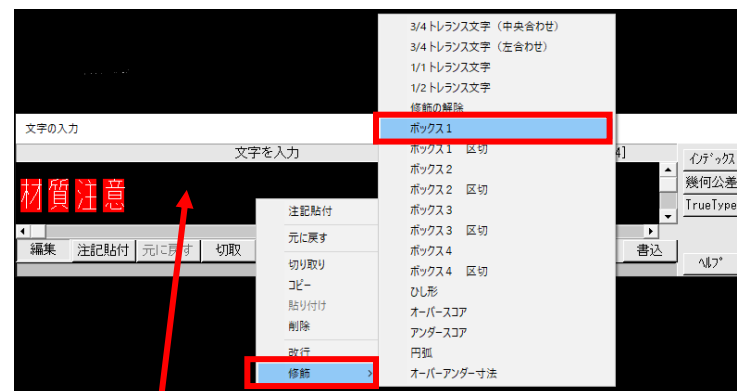 3/4トレランス文字（中央合わせ）
3/4トレランス文字（左合わせ）
1/1トレランス文字
1/2トレランス文字
修飾の解除
ボックス１
ボックス１　区切
ボックス２
ボックス２　区切
ボックス３
ボックス３　区切
ボックス４
ボックス４　区切
ひし形
オーバースコア
アンダースコア
円弧
オーバーアンダー寸法
文字の入力
文字を入力
4]
材質注意
編集 注記貼付 元に戻す 切取
書込
注記貼付
元に戻す
切り取り
コピー
貼り付け
削除
改行
修飾 >
ｲﾝﾃﾞｯｸｽ
幾何公差
TrueType
ﾍﾙﾌﾟ